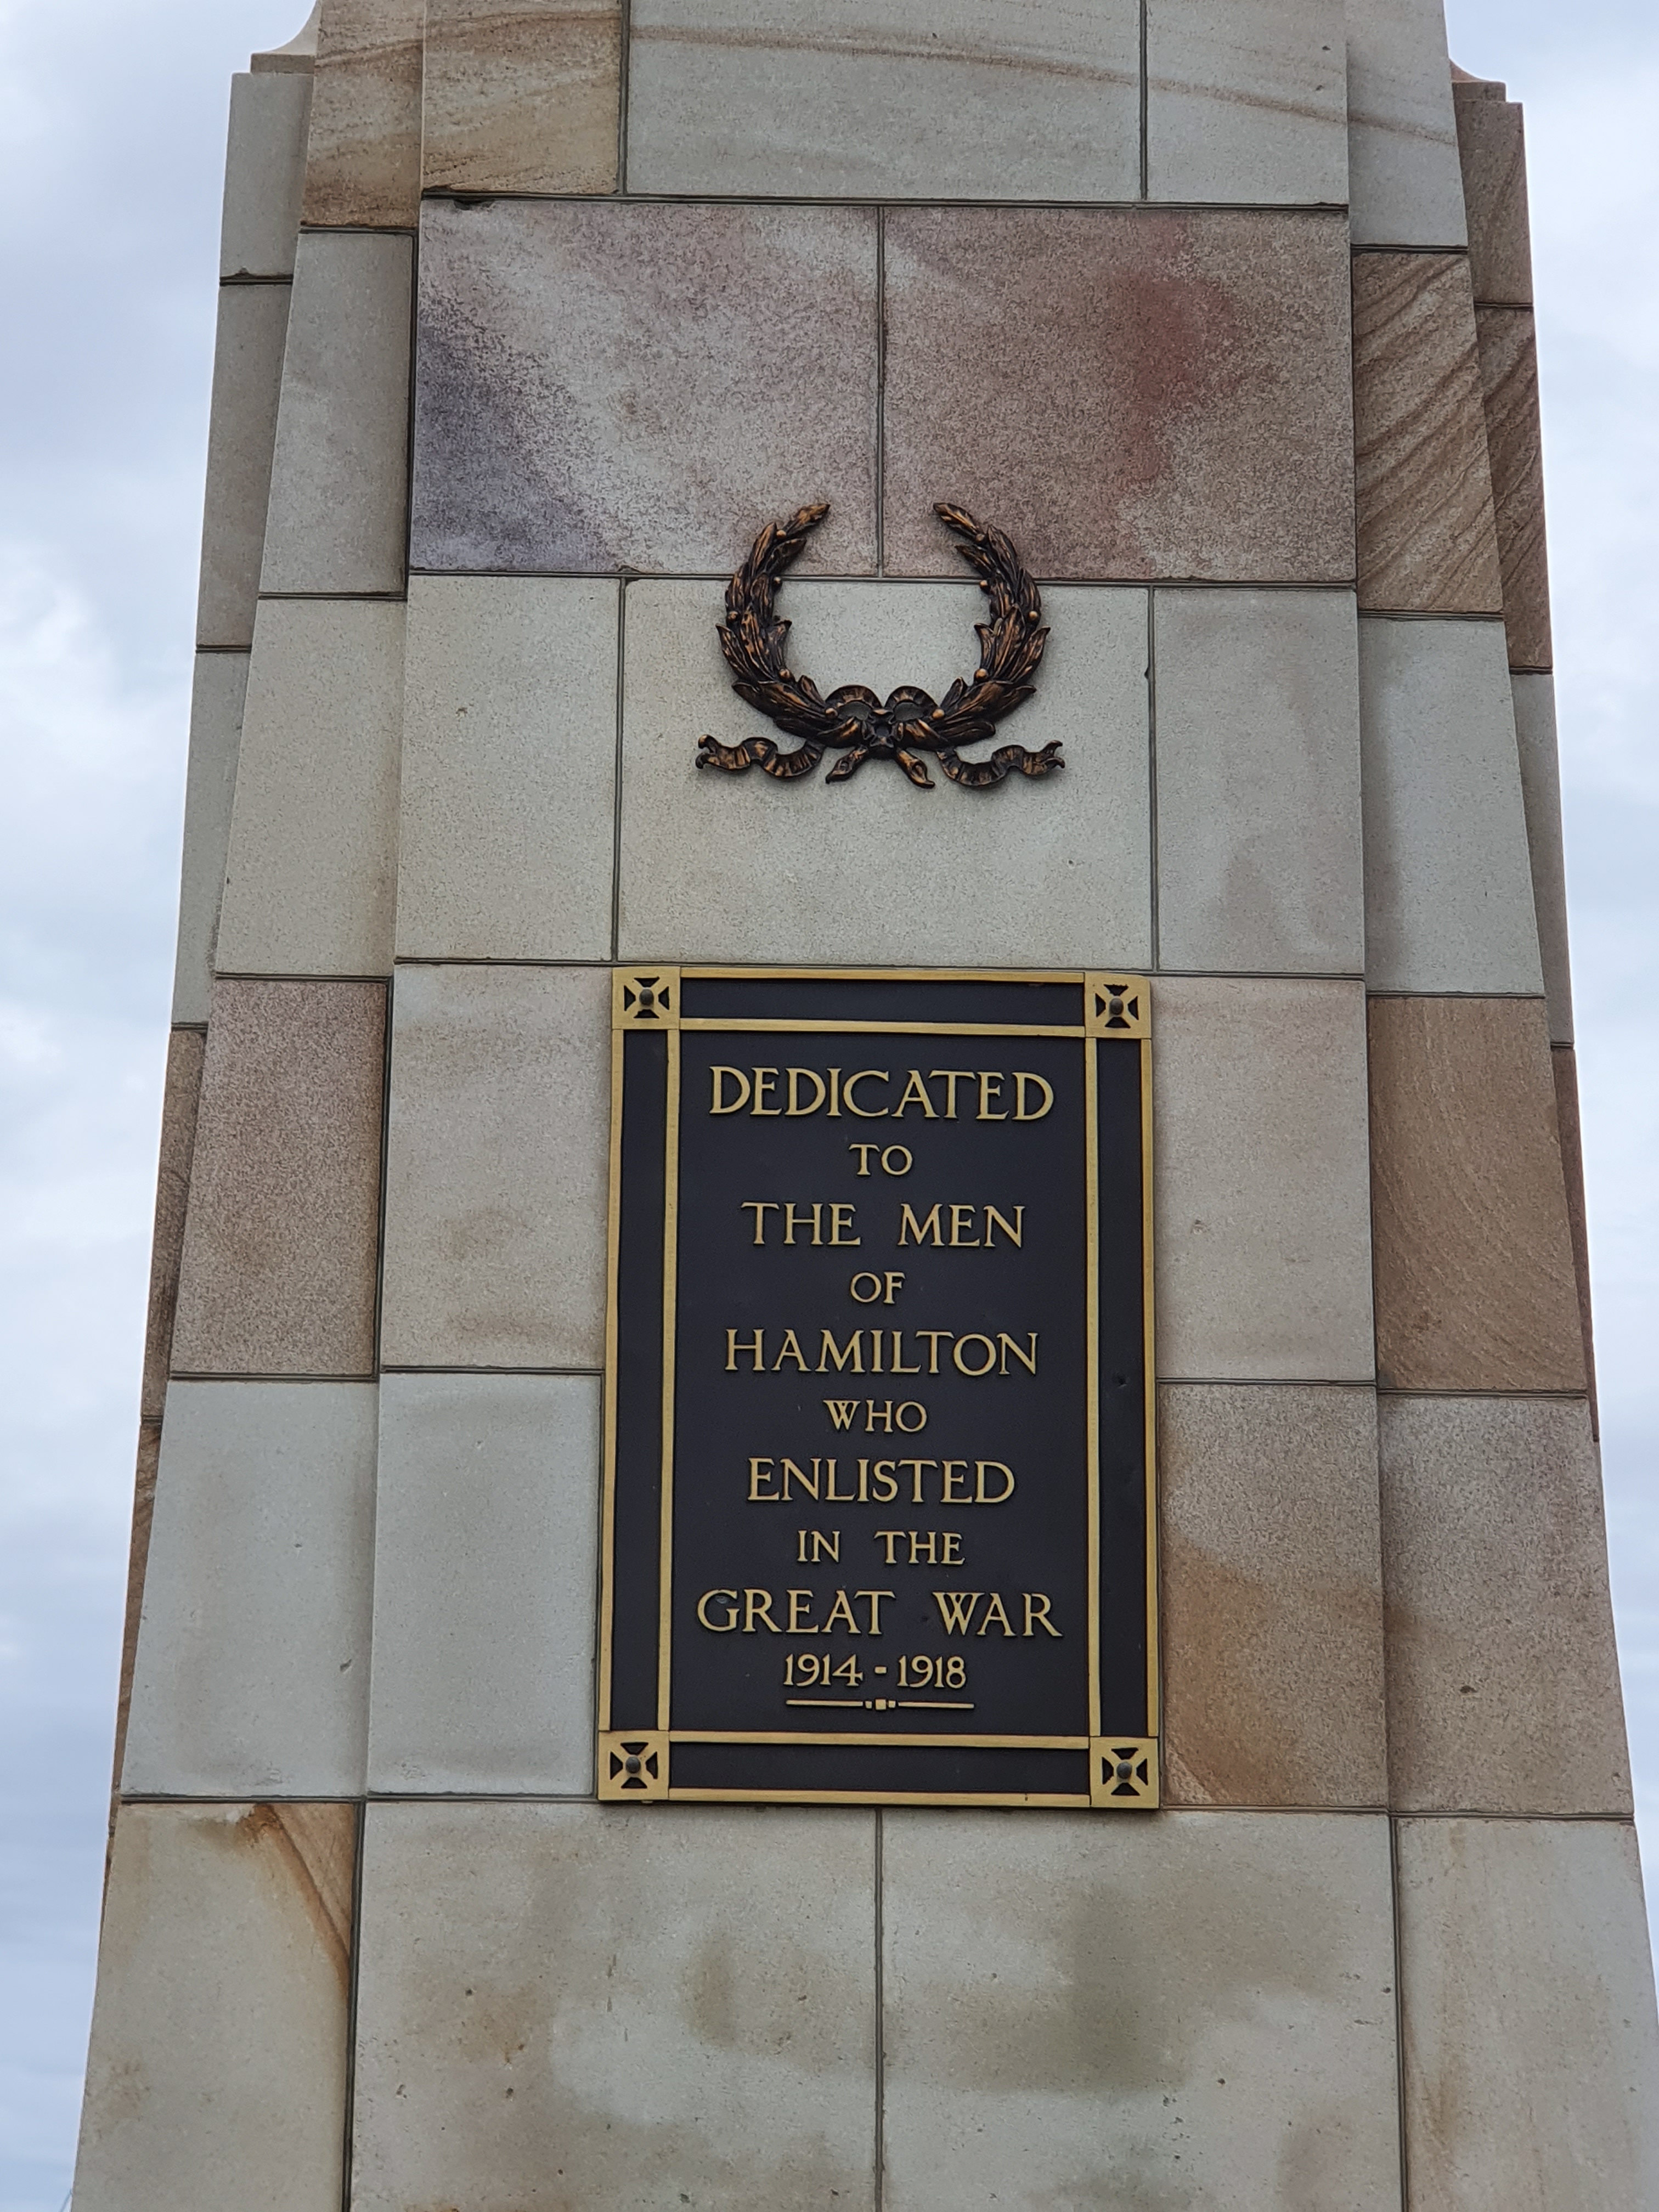 DEDICATED
TO
THE MEN
OF
HAMILTON
WHO
ENLISTED
IN THE
GREAT WAR
1914 - 1918